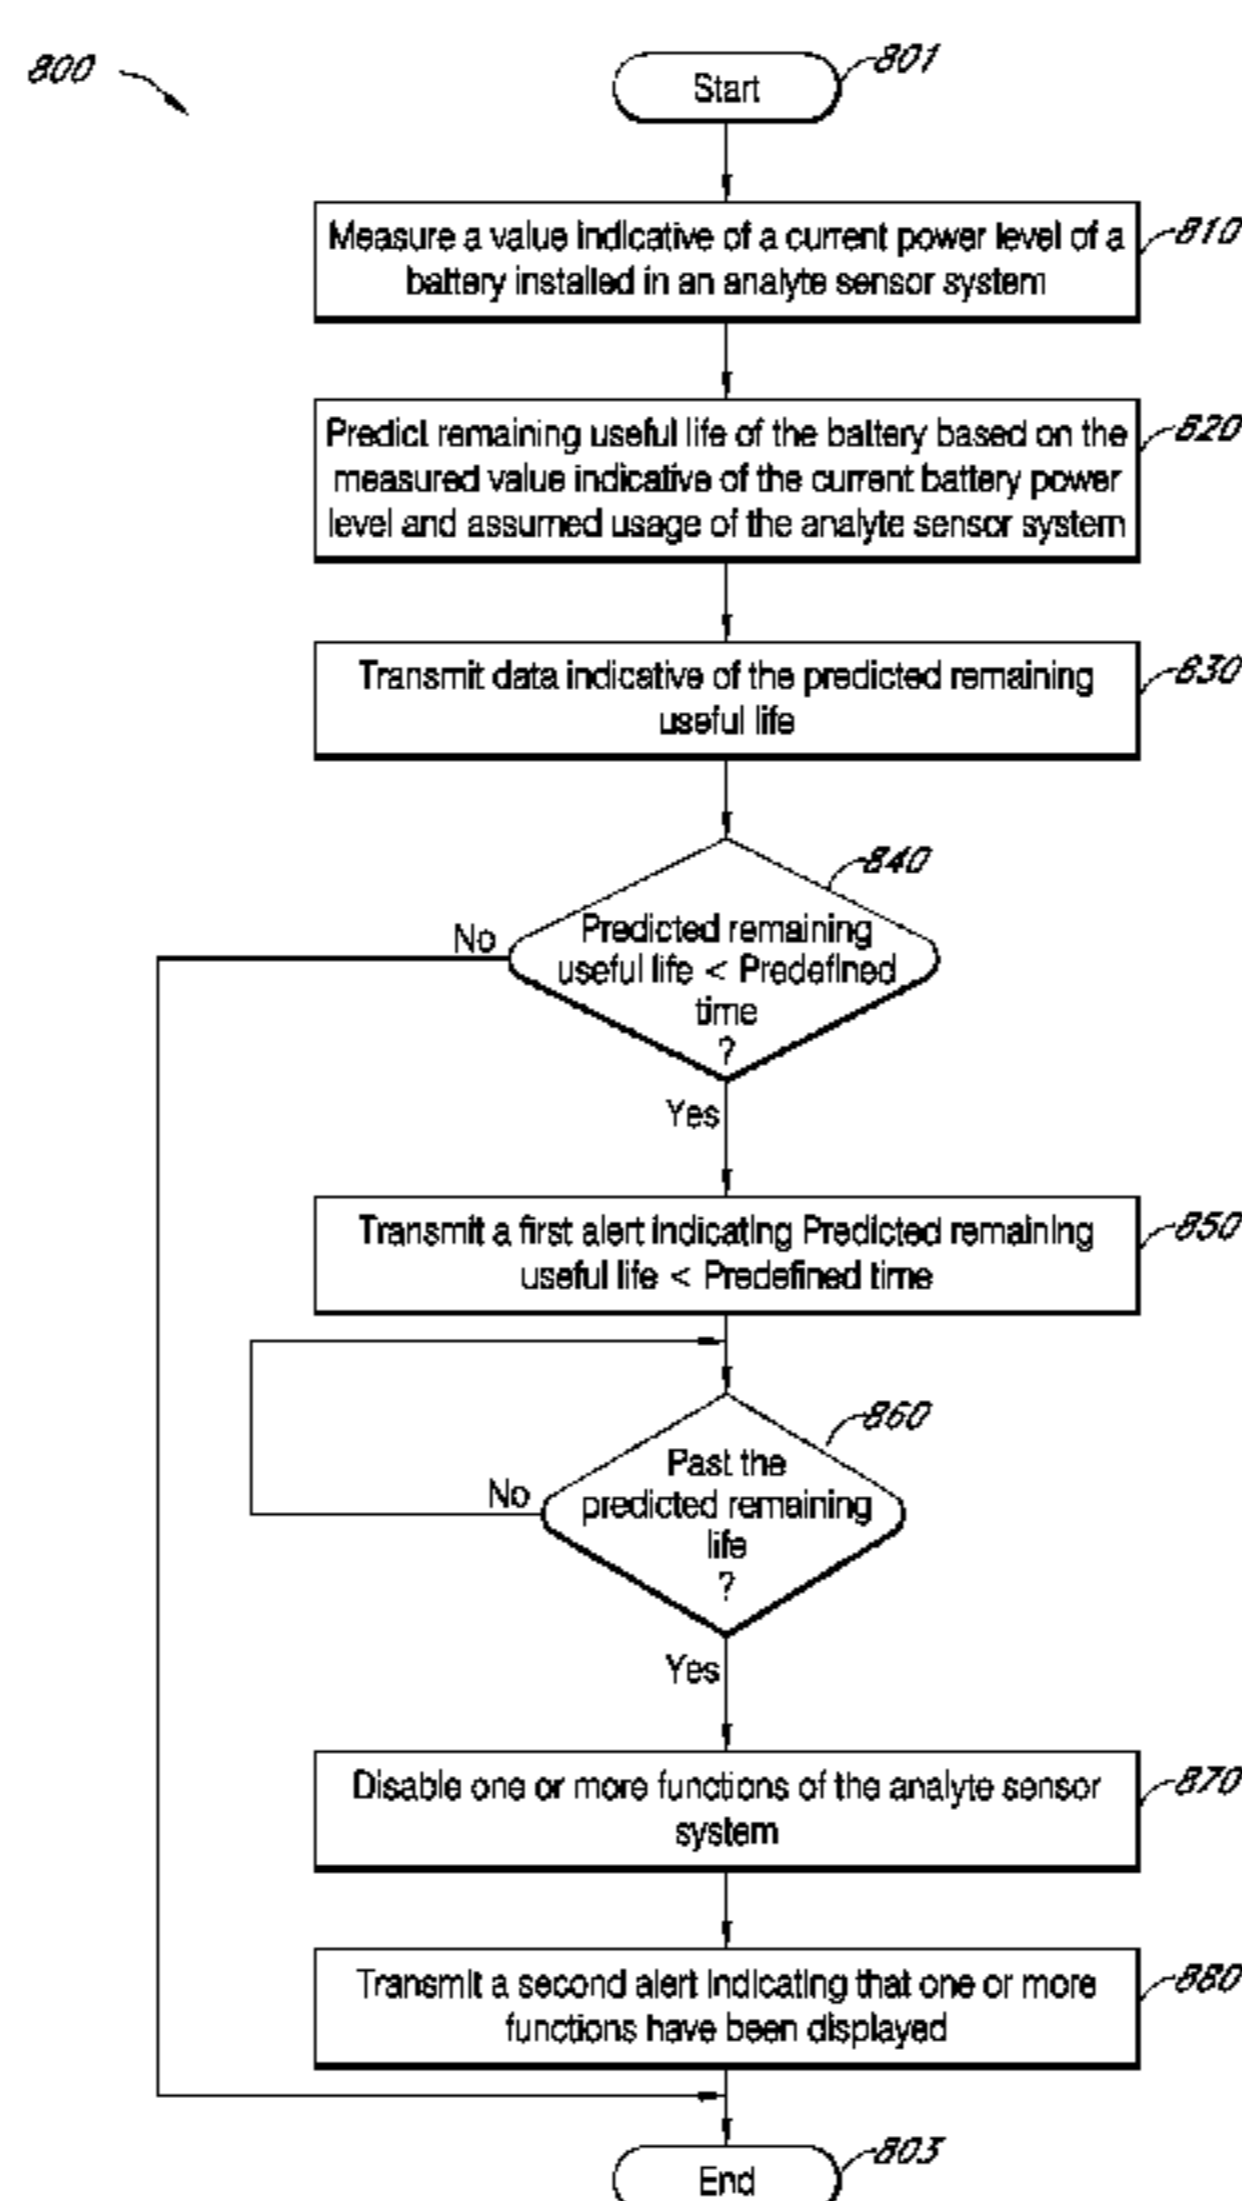 800
Start
801
Measure a value indicative of a current power level of a
battery installed in an analyte sensor system
810
Predict remaining useful life of the battery based on the
measured value indicative of the current battery power
level and assumed usage of the analyte sensor system
820
Transmit data indicative of the predicted remaining
useful life
830
840
Predicted remaining
useful life < Predefined
time
?
No
Yes
Transmit a first alert indicating Predicted remaining
useful life < Predefined time
850
860
Past the
predicted remaining
life
?
No
Yes
Disable one or more functions of the analyte sensor
system
870
Transmit a second alert indicating that one or more
functions have been displayed
880
End
803